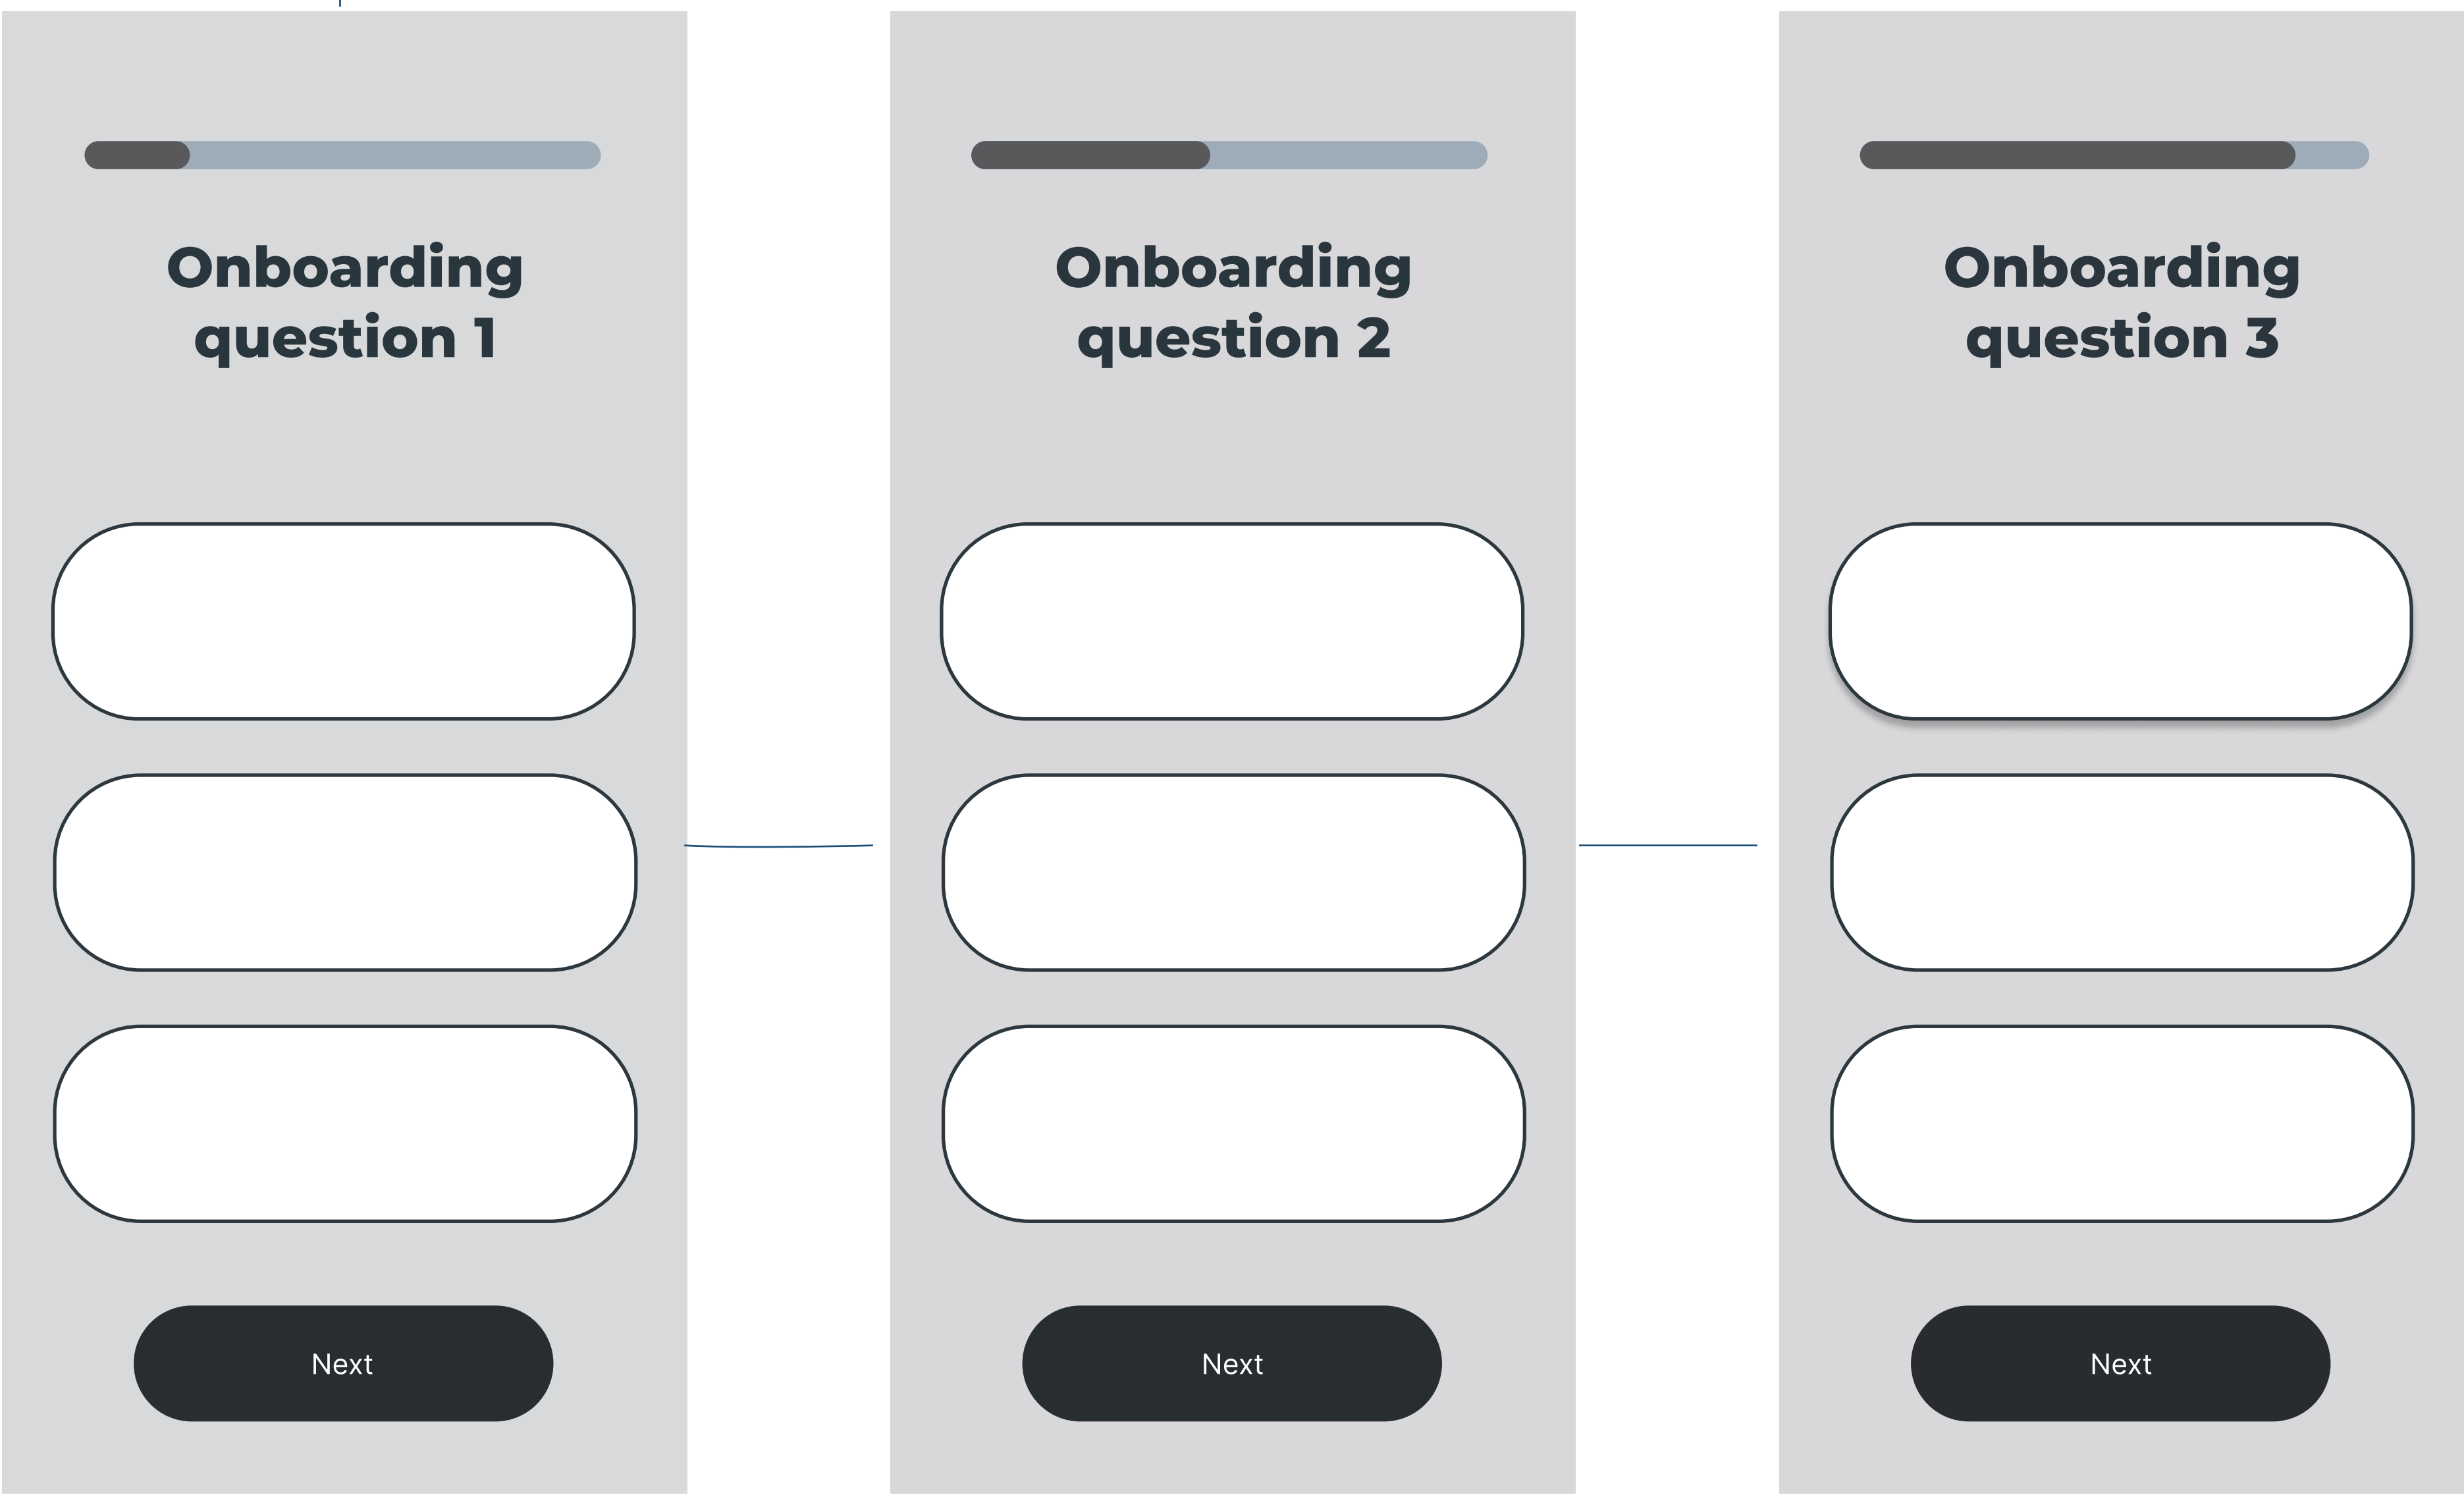 Onboarding
question 1
Next
Onboarding
question 2
Next
Onboarding
question 3
Next